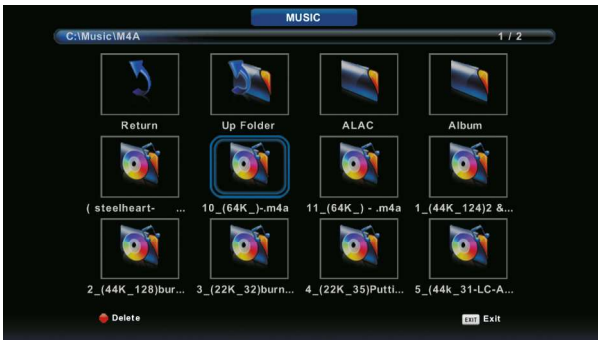 MUSIC
C:\Music\M4A 1 / 2
Return Up Folder ALAC Album
( steelheart- ... 10_(64K_)-.m4a 11_(64K_) - .m4a 1_(44K_124)2 &...
2_(44K_128)bur... 3_(22K_32)burn... 4_(22K_35)Putti... 5_(44k_31-LC-A...
Delete EXIT Exit